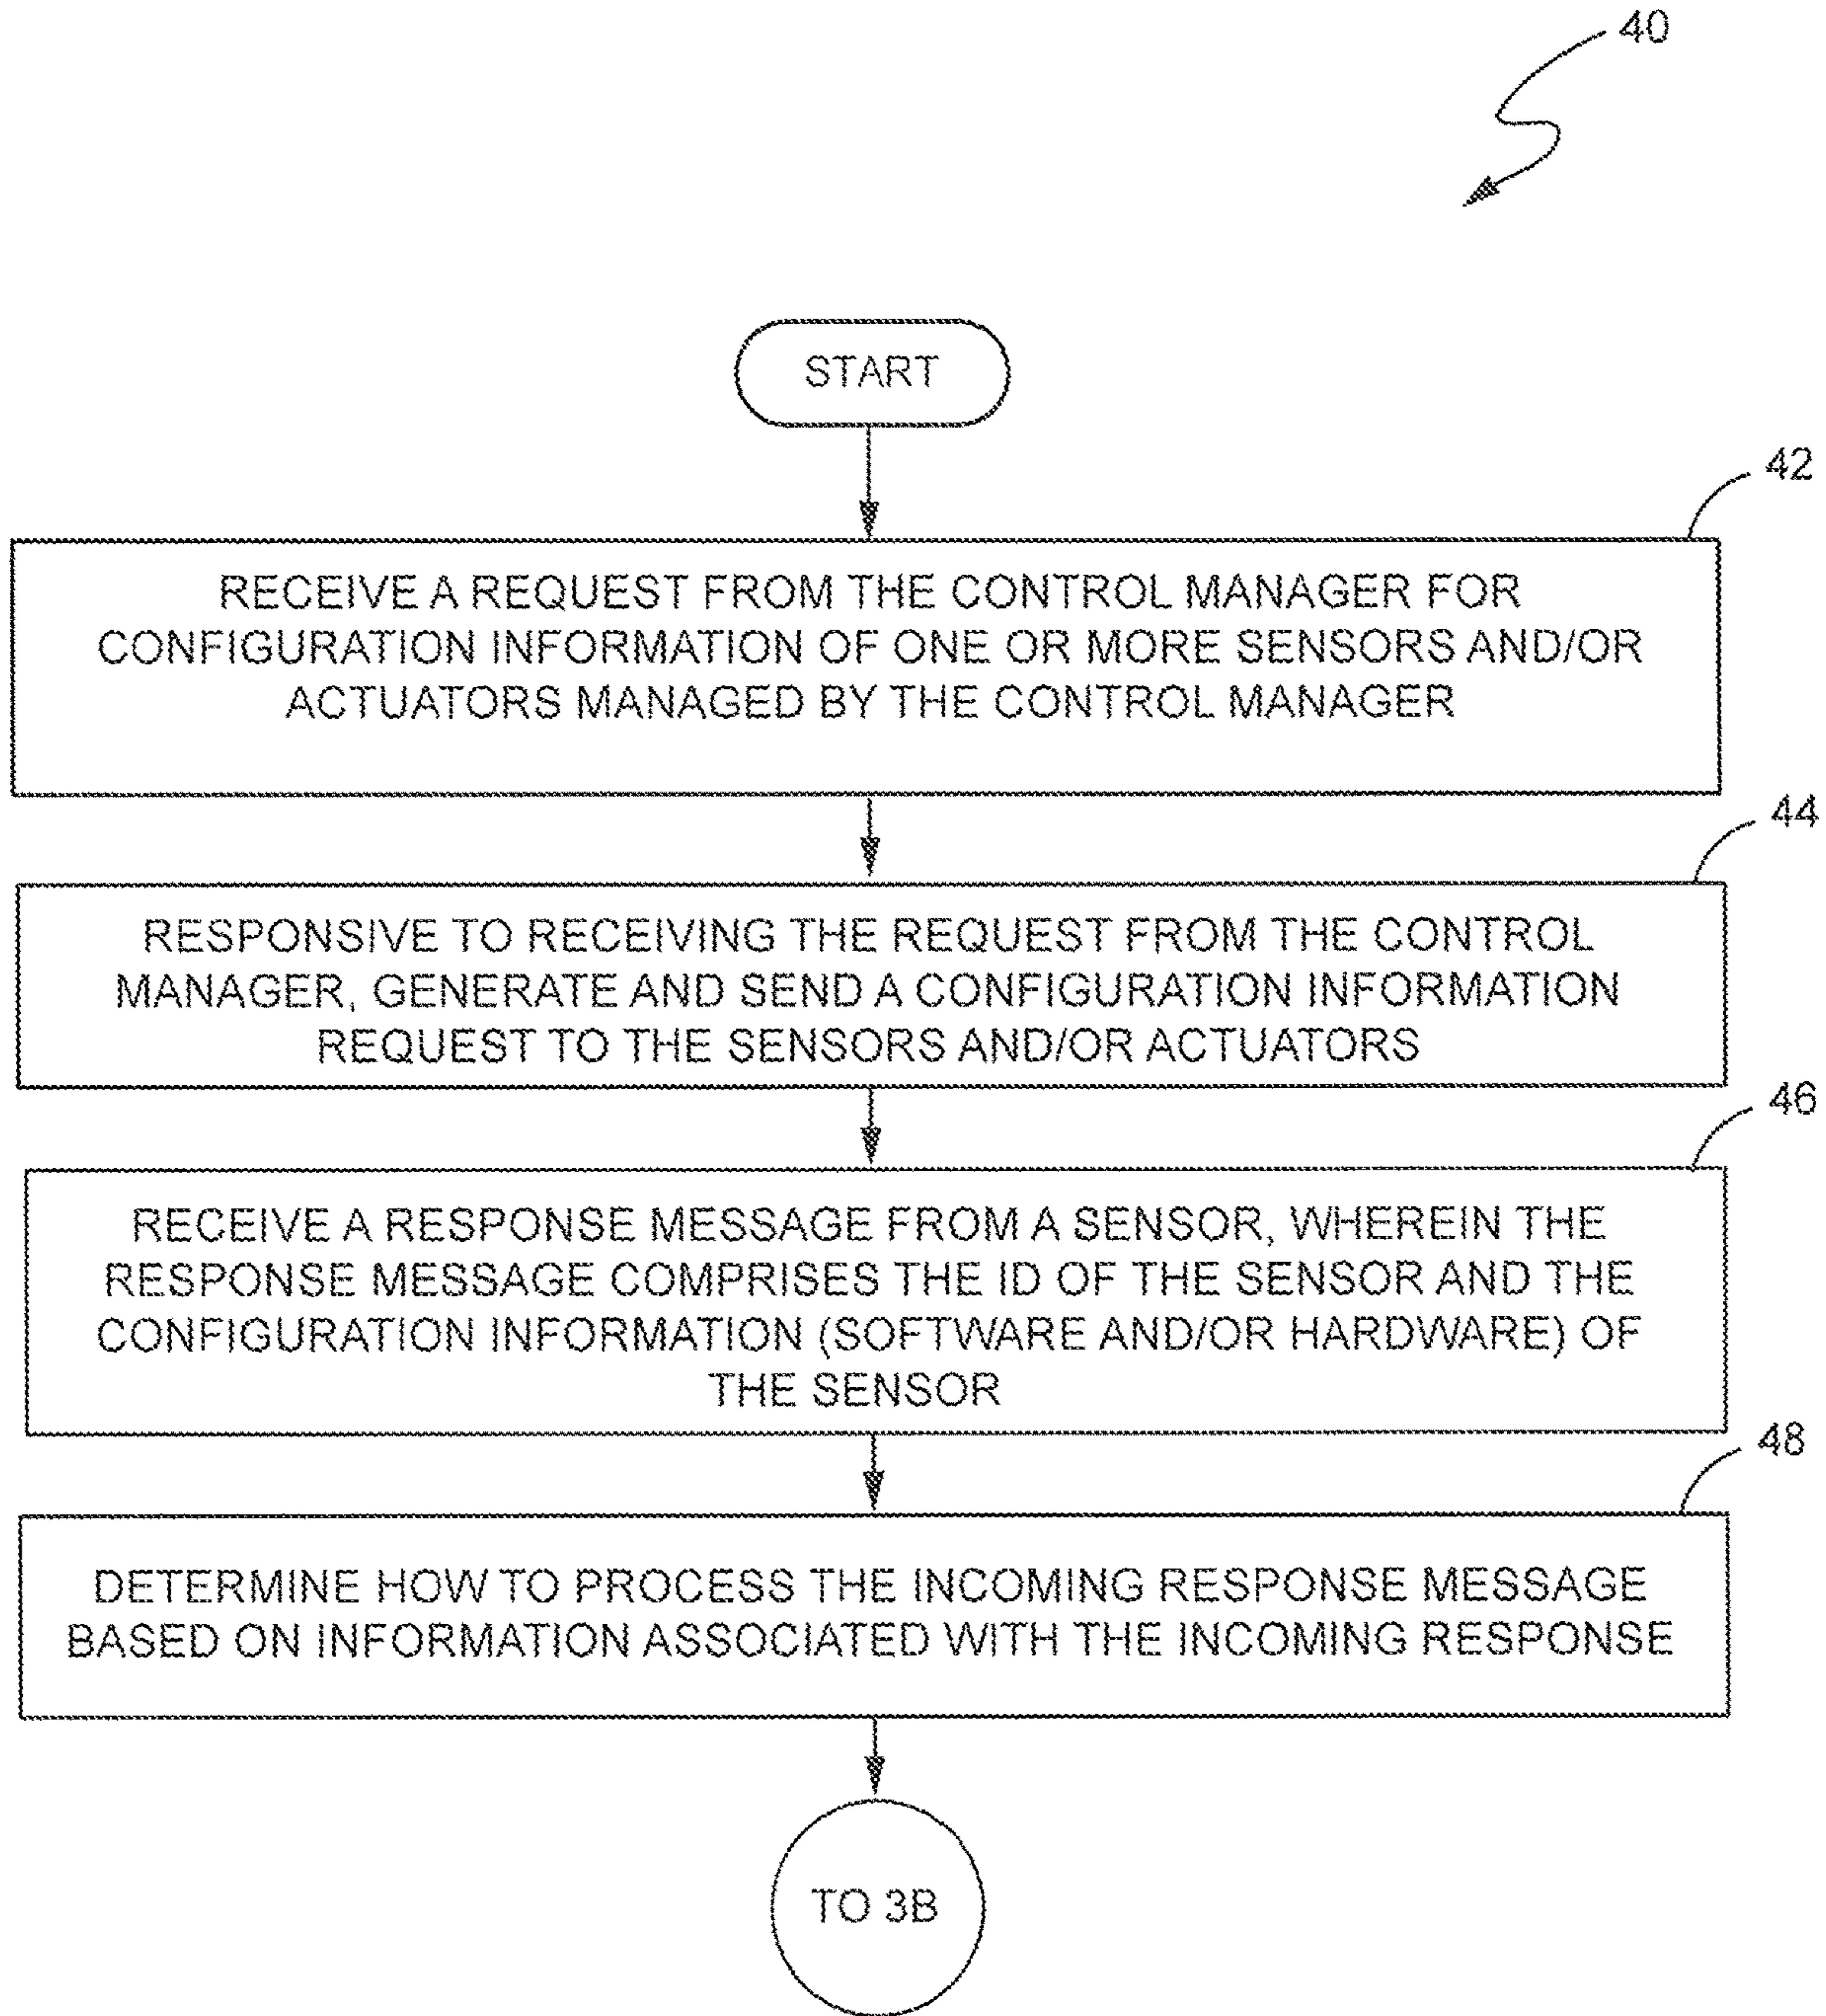 40
START
42
RECEIVE A REQUEST FROM THE CONTROL MANAGER FOR
CONFIGURATION INFORMATION OF ONE OR MORE SENSORS AND/OR
ACTUATORS MANAGED BY THE CONTROL MANAGER
44
RESPONSIVE TO RECEIVING THE REQUEST FROM THE CONTROL
MANAGER, GENERATE AND SEND A CONFIGURATION INFORMATION
REQUEST TO THE SENSORS AND/OR ACTUATORS
46
RECEIVE A RESPONSE MESSAGE FROM A SENSOR, WHEREIN THE
RESPONSE MESSAGE COMPRISES THE ID OF THE SENSOR AND THE
CONFIGURATION INFORMATION (SOFTWARE AND/OR HARDWARE) OF
THE SENSOR
48
DETERMINE HOW TO PROCESS THE INCOMING RESPONSE MESSAGE
BASED ON INFORMATION ASSOCIATED WITH THE INCOMING RESPONSE
TO 3B